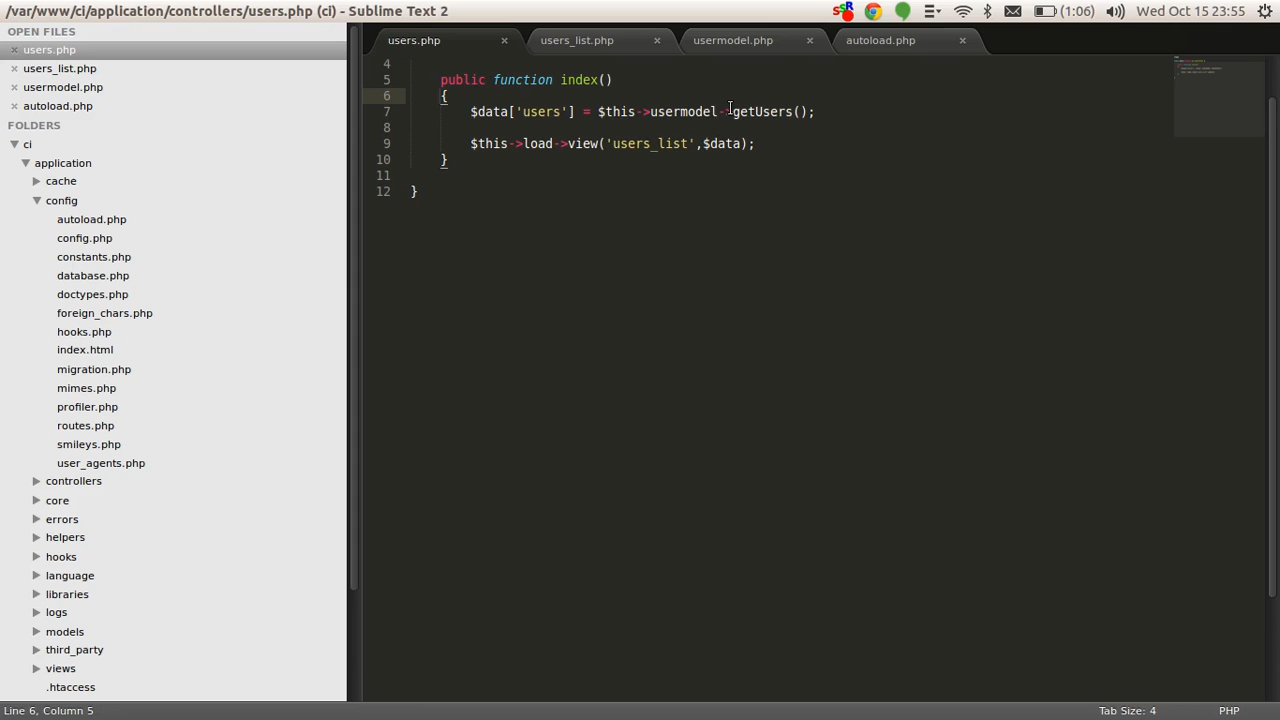 /var/www/ci/application/controllers/users.php (ci) - Sublime Text 2
SSR
(1:06)
Wed Oct 15 23:55
OPEN FILES
users.php
users_list.php
usermodel.php
autoload.php
FOLDERS
ci
application
cache
config
autoload.php
config.php
constants.php
database.php
doctypes.php
foreign_chars.php
hooks.php
index.html
migration.php
mimes.php
profiler.php
routes.php
smileys.php
user_agents.php
controllers
core
errors
helpers
hooks
language
libraries
logs
models
third_party
views
.htaccess
users.php
users_list.php
usermodel.php
autoload.php
4
5 public function index()
6 {
7 $data['users'] = $this->usermodel->getUsers();
8
9 $this->load->view('users_list',$data);
10 }
11
12 }
Line 6, Column 5
Tab Size: 4
PHP